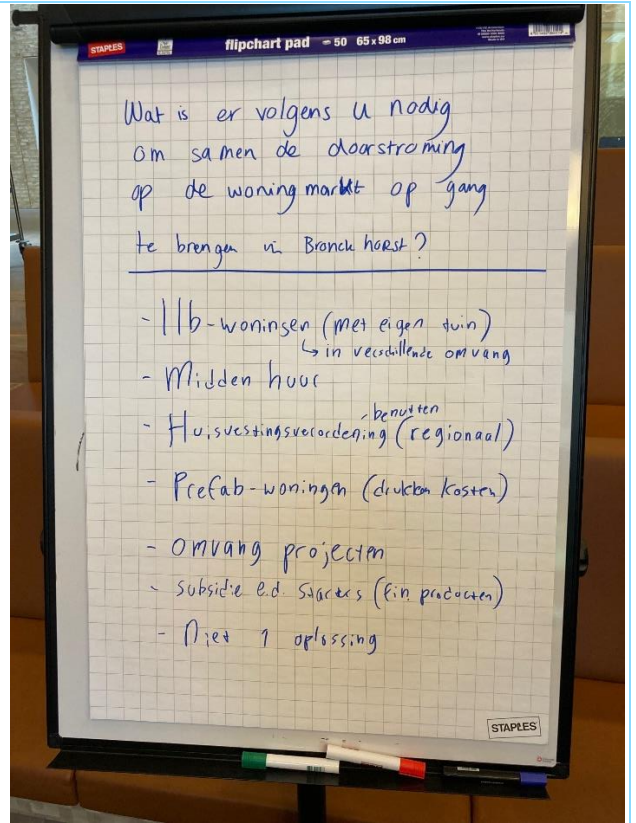 STAPLES flipchart pad 50 65 x 98 cm
Wat is er volgens u nodig
om samen de doorstroming
op de woningmarkt op gang
te brengen in Bronckhorst?
- llb-woningen (met eigen tuin)
↳ in verschillende omvang
- Midden huur
- benutten
- Huisvestingsverordening (regionaal)
- Prefab-woningen (drukken kosten)
- omvang projecten
- subsidie e.d. starters (fin. producten)
- Niet 1 oplossing
STAPLES